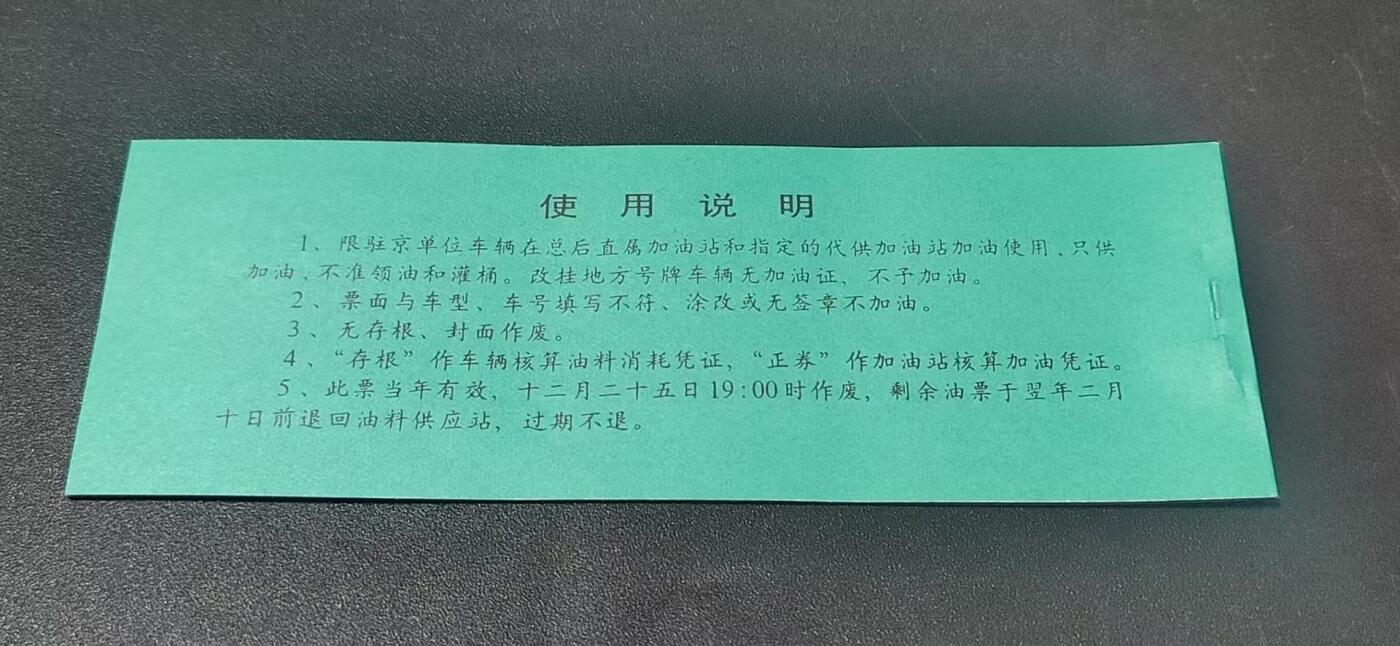 使用说明
1、限驻京单位车辆在总后直属加油站和指定的代供加油站加油使用、只供
加油、不准领油和灌桶。改挂地方号牌车辆无加油证，不予加油。
2、票面与车型、车号填写不符、涂改或无签章不加油。
3、无存根、封面作废。
4、“存根”作车辆核算油料消耗凭证，“正券”作加油站核算加油凭证。
5、此票当年有效，十二月二十五日19:00时作废，剩余油票于翌年二月
十日前退回油料供应站，过期不退。